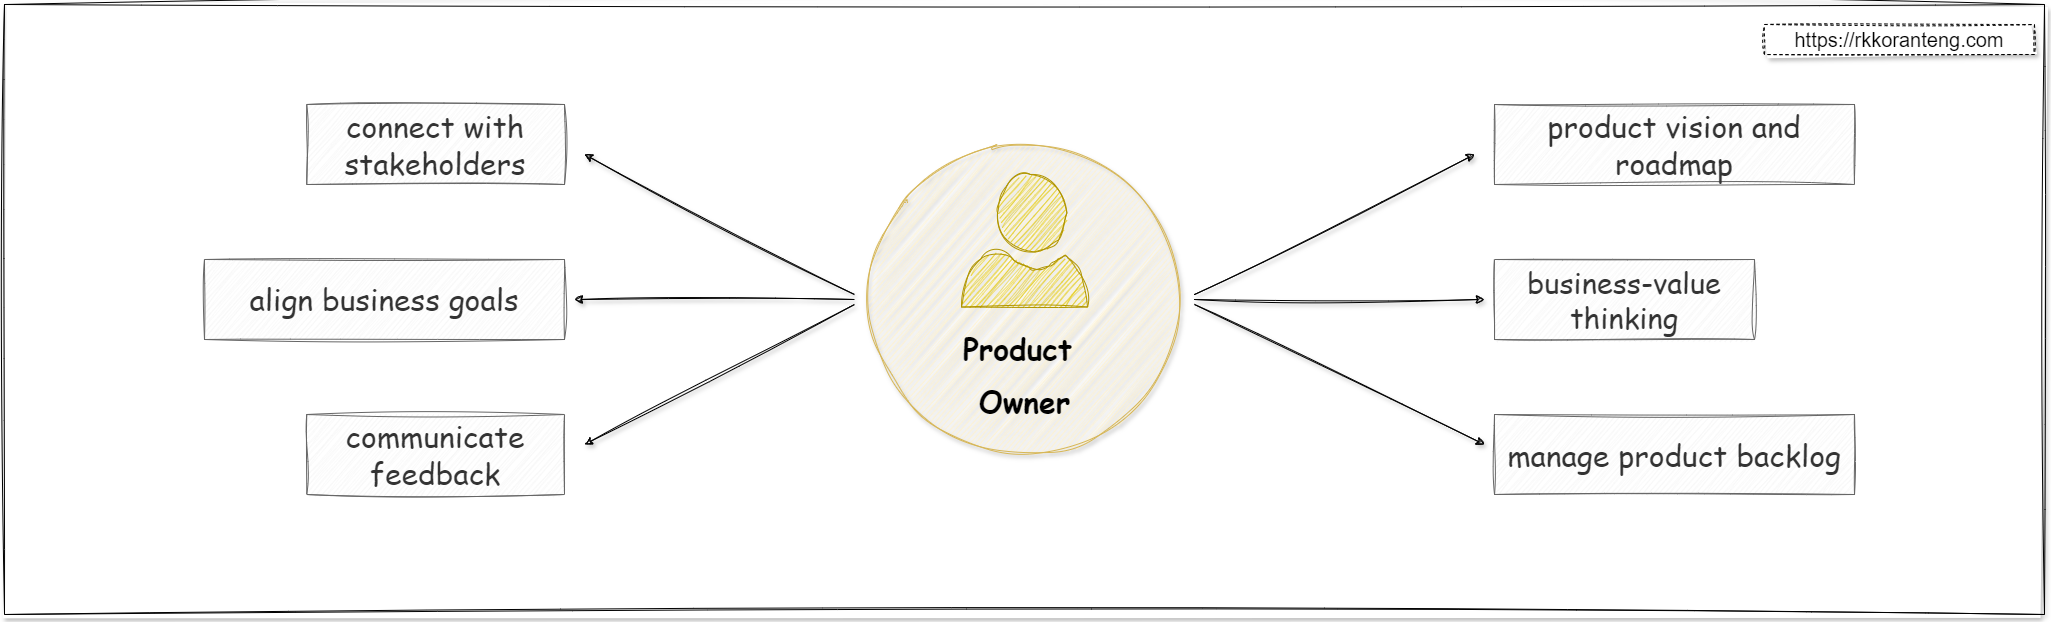 https://rkkoranteng.com
connect with
stakeholders
product vision and
roadmap
align business goals
business-value
thinking
Product
Owner
communicate
feedback
manage product backlog